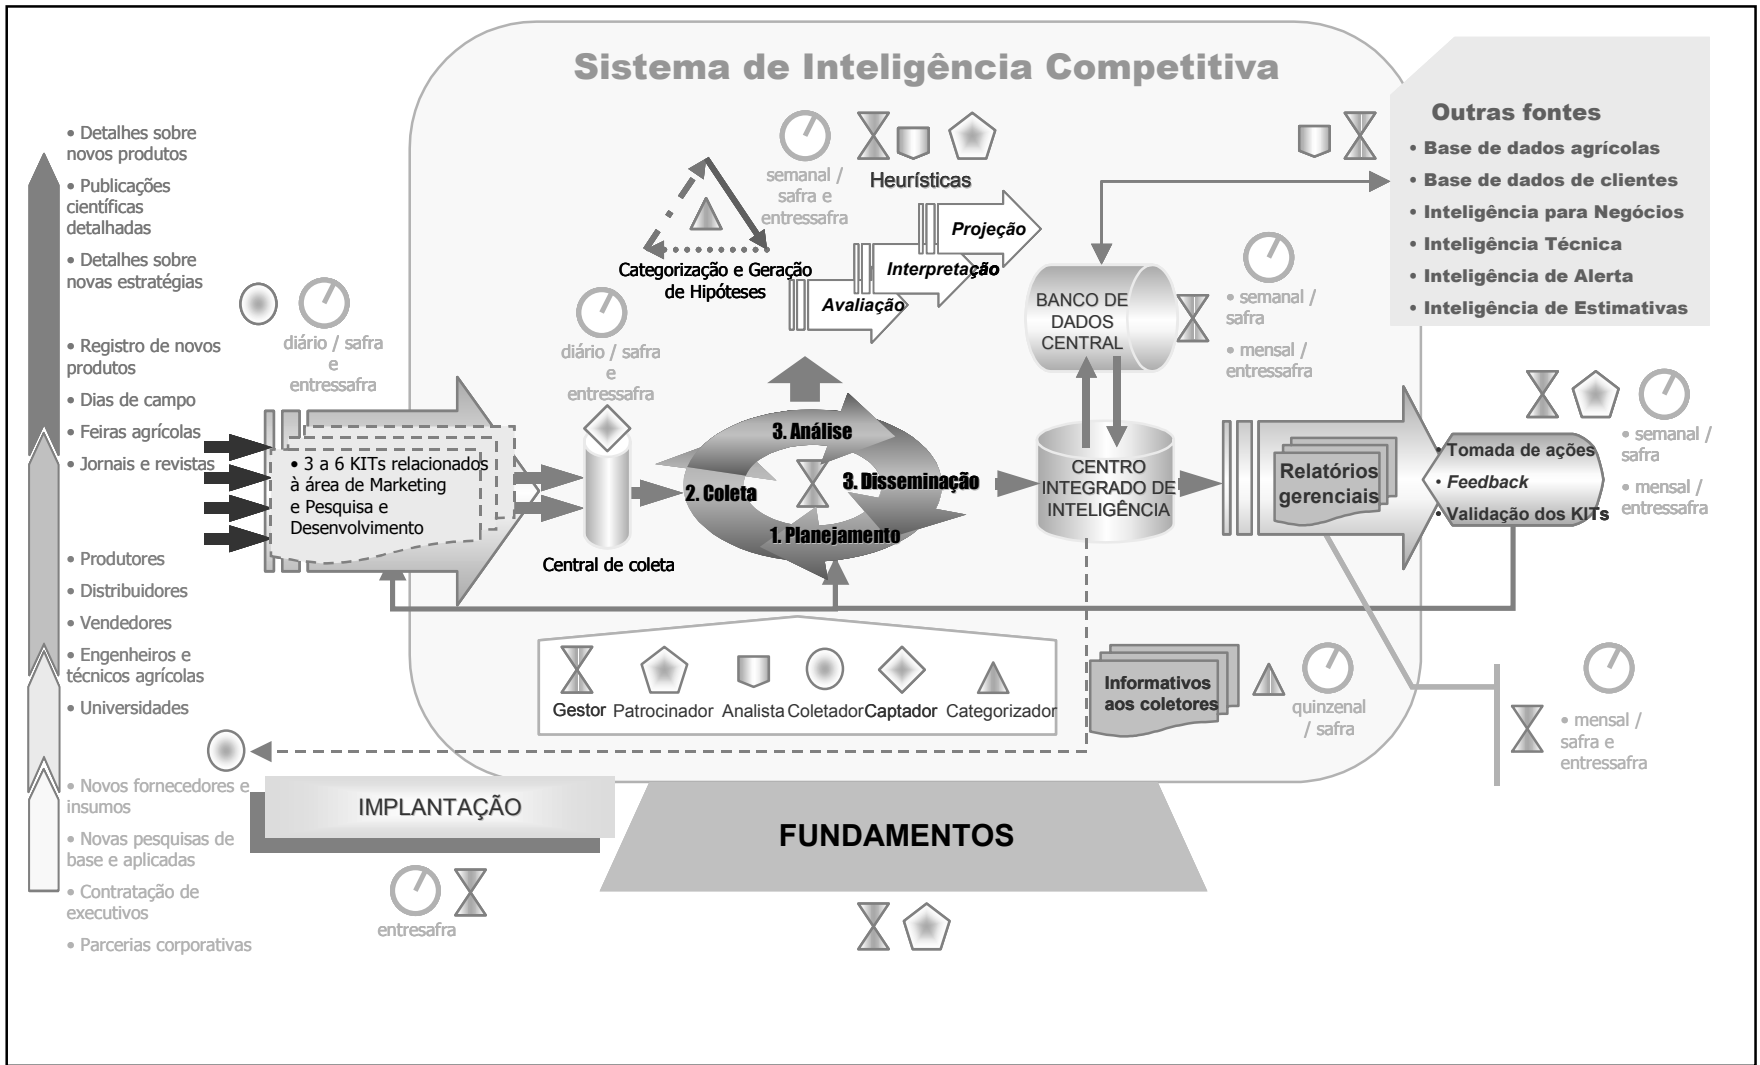 Sistema de Inteligência Competitiva
• Detalhes sobre
novos produtos
• Publicações
científicas
detalhadas
• Detalhes sobre
novas estratégias
• Registro de novos
produtos
• Dias de campo
• Feiras agrícolas
• Jornais e revistas
• Produtores
• Distribuidores
• Vendedores
• Engenheiros e
técnicos agrícolas
• Universidades
• Novos fornecedores e
insumos
• Novas pesquisas de
base e aplicadas
• Contratação de
executivos
• Parcerias corporativas
diário / safra
e
entressafra
• 3 a 6 KITs relacionados
à área de Marketing
e Pesquisa e
Desenvolvimento
diário / safra
e
entressafra
Central de coleta
semanal /
safra e
entressafra
Categorização e Geração
de Hipóteses
Heurísticas
Avaliação
Interpretação
Projeção
3. Análise
2. Coleta
3. Disseminação
1. Planejamento
BANCO DE
DADOS
CENTRAL
• semanal /
safra
• mensal /
entressafra
CENTRO
INTEGRADO DE
INTELIGÊNCIA
Outras fontes
• Base de dados agrícolas
• Base de dados de clientes
• Inteligência para Negócios
• Inteligência Técnica
• Inteligência de Alerta
• Inteligência de Estimativas
Relatórios
gerenciais
• Tomada de ações
• Feedback
• Validação dos KITs
• semanal /
safra
• mensal /
entressafra
Gestor
Patrocinador
Analista
Coletador
Captador
Categorizador
Informativos
aos coletores
quinzenal
/ safra
• mensal /
safra e
entressafra
IMPLANTAÇÃO
entresafra
FUNDAMENTOS